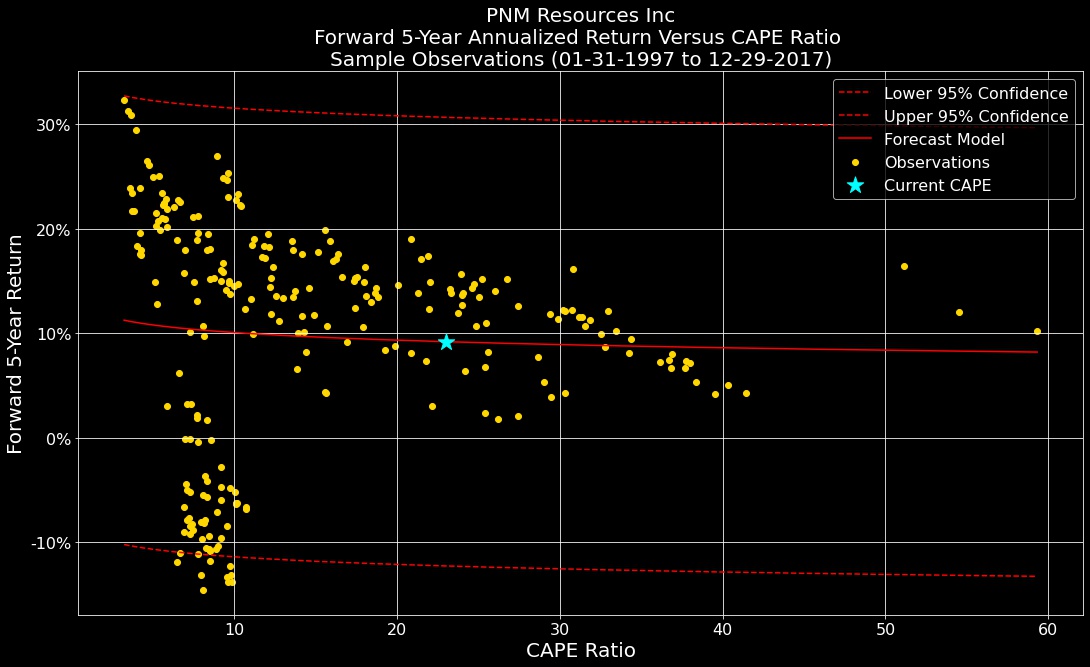 PNM Resources Inc
Forward 5-Year Annualized Return Versus CAPE Ratio
Sample Observations (01-31-1997 to 12-29-2017)
Lower 95% Confidence
Upper 95% Confidence
Forecast Model
Observations
Current CAPE
Forward 5-Year Return
30%
20%
10%
0%
-10%
10
20
30
40
50
60
CAPE Ratio